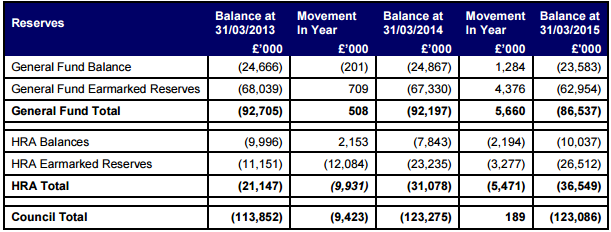 Reserves Balance at Movement Balance at Movement Balance at
31/03/2013 In Year 31/03/2014 In Year 31/03/2015
£'000 £'000 £'000 £'000 £'000
General Fund Balance (24,666) (201) (24,867) 1,284 (23,583)
General Fund Earmarked Reserves (68,039) 709 (67,330) 4,376 (62,954)
General Fund Total (92,705) 508 (92,197) 5,660 (86,537)
HRA Balances (9,996) 2,153 (7,843) (2,194) (10,037)
HRA Earmarked Reserves (11,151) (12,084) (23,235) (3,277) (26,512)
HRA Total (21,147) (9,931) (31,078) (5,471) (36,549)
Council Total (113,852) (9,423) (123,275) 189 (123,086)